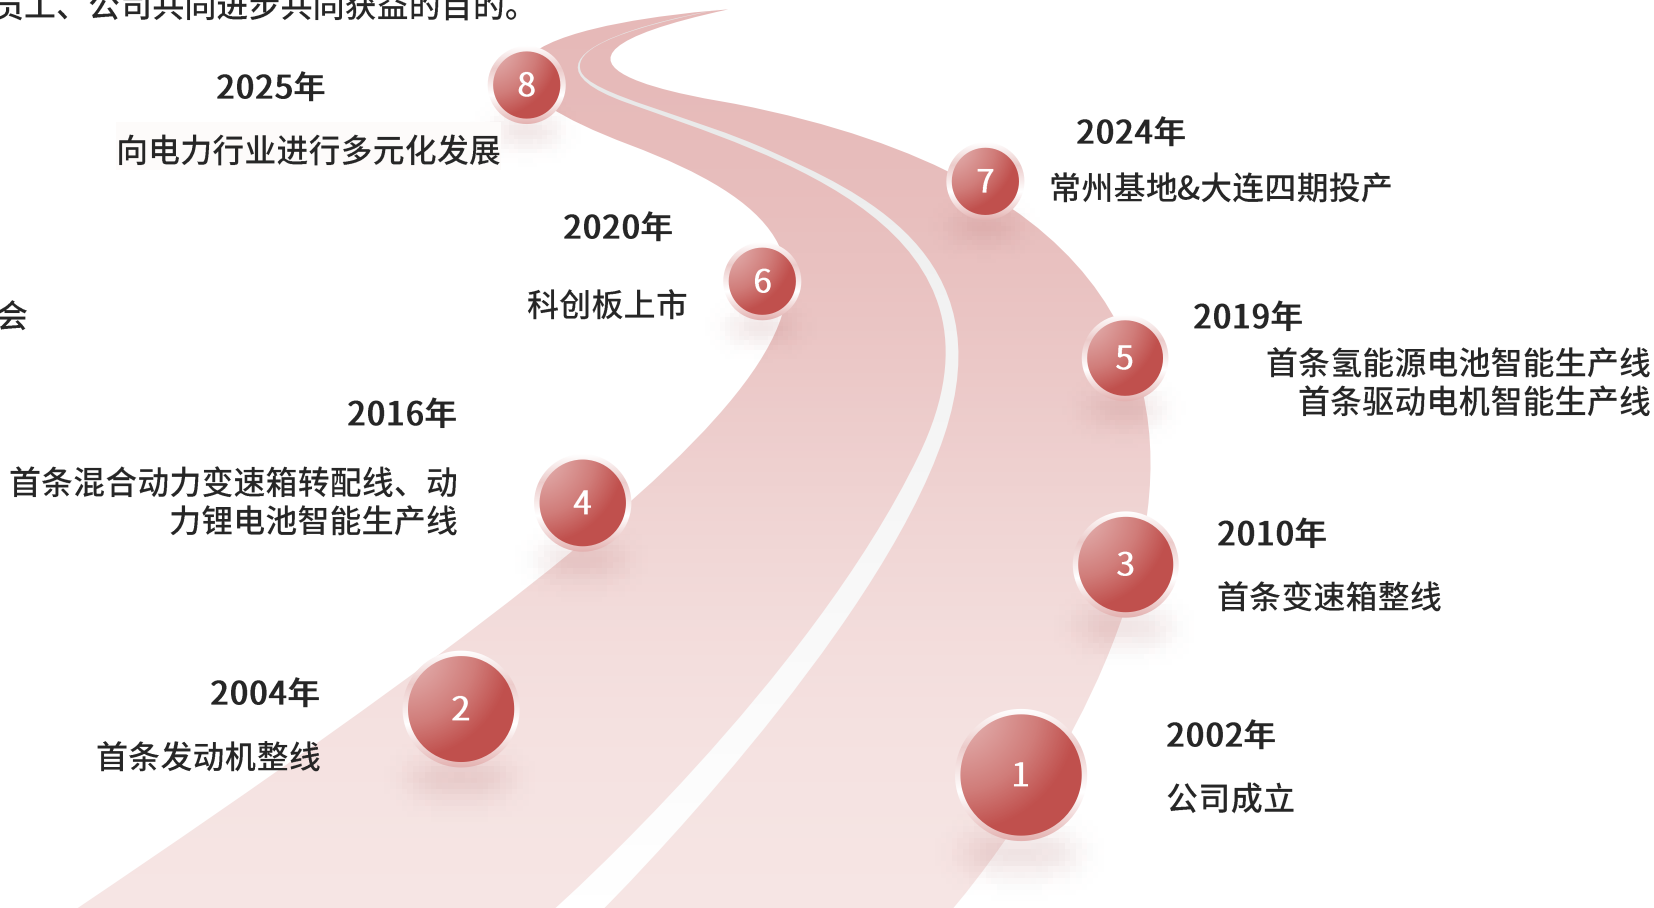 员工、公司共同进步共同获益的目的。
2025年
8
向电力行业进行多元化发展
2024年
7
常州基地&大连四期投产
2020年
6
科创板上市
会
2019年
5
首条氢能源电池智能生产线
首条驱动电机智能生产线
2016年
4
首条混合动力变速箱转配线、动
力锂电池智能生产线
2010年
3
首条变速箱整线
2004年
2
首条发动机整线
2002年
1
公司成立